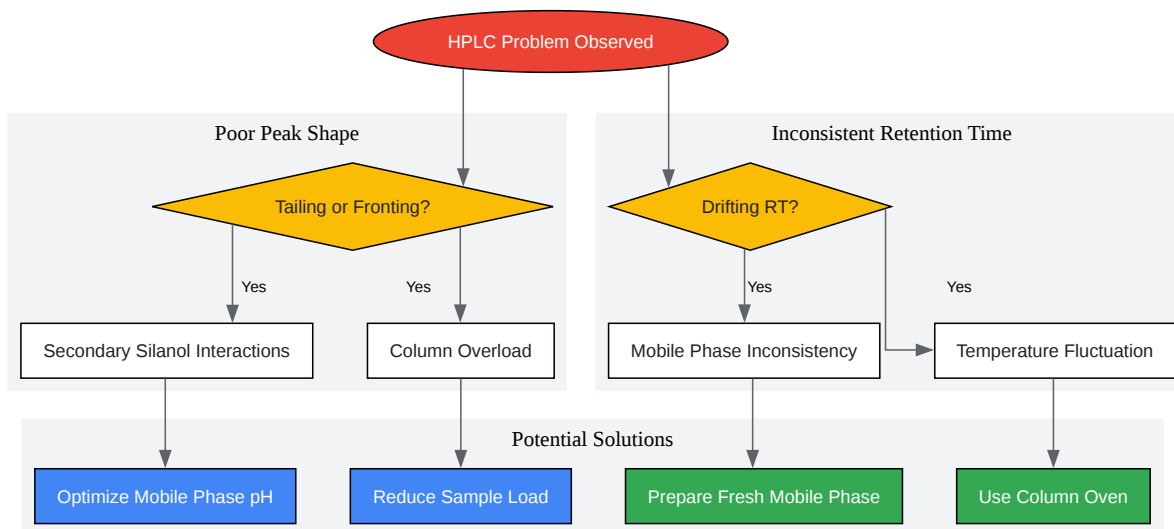 HPLC Problem Observed
Poor Peak Shape
Inconsistent Retention Time
Tailing or Fronting?
Drifting RT?
Yes
Yes
Yes
Yes
Secondary Silanol Interactions
Column Overload
Mobile Phase Inconsistency
Temperature Fluctuation
Potential Solutions
Optimize Mobile Phase pH
Reduce Sample Load
Prepare Fresh Mobile Phase
Use Column Oven